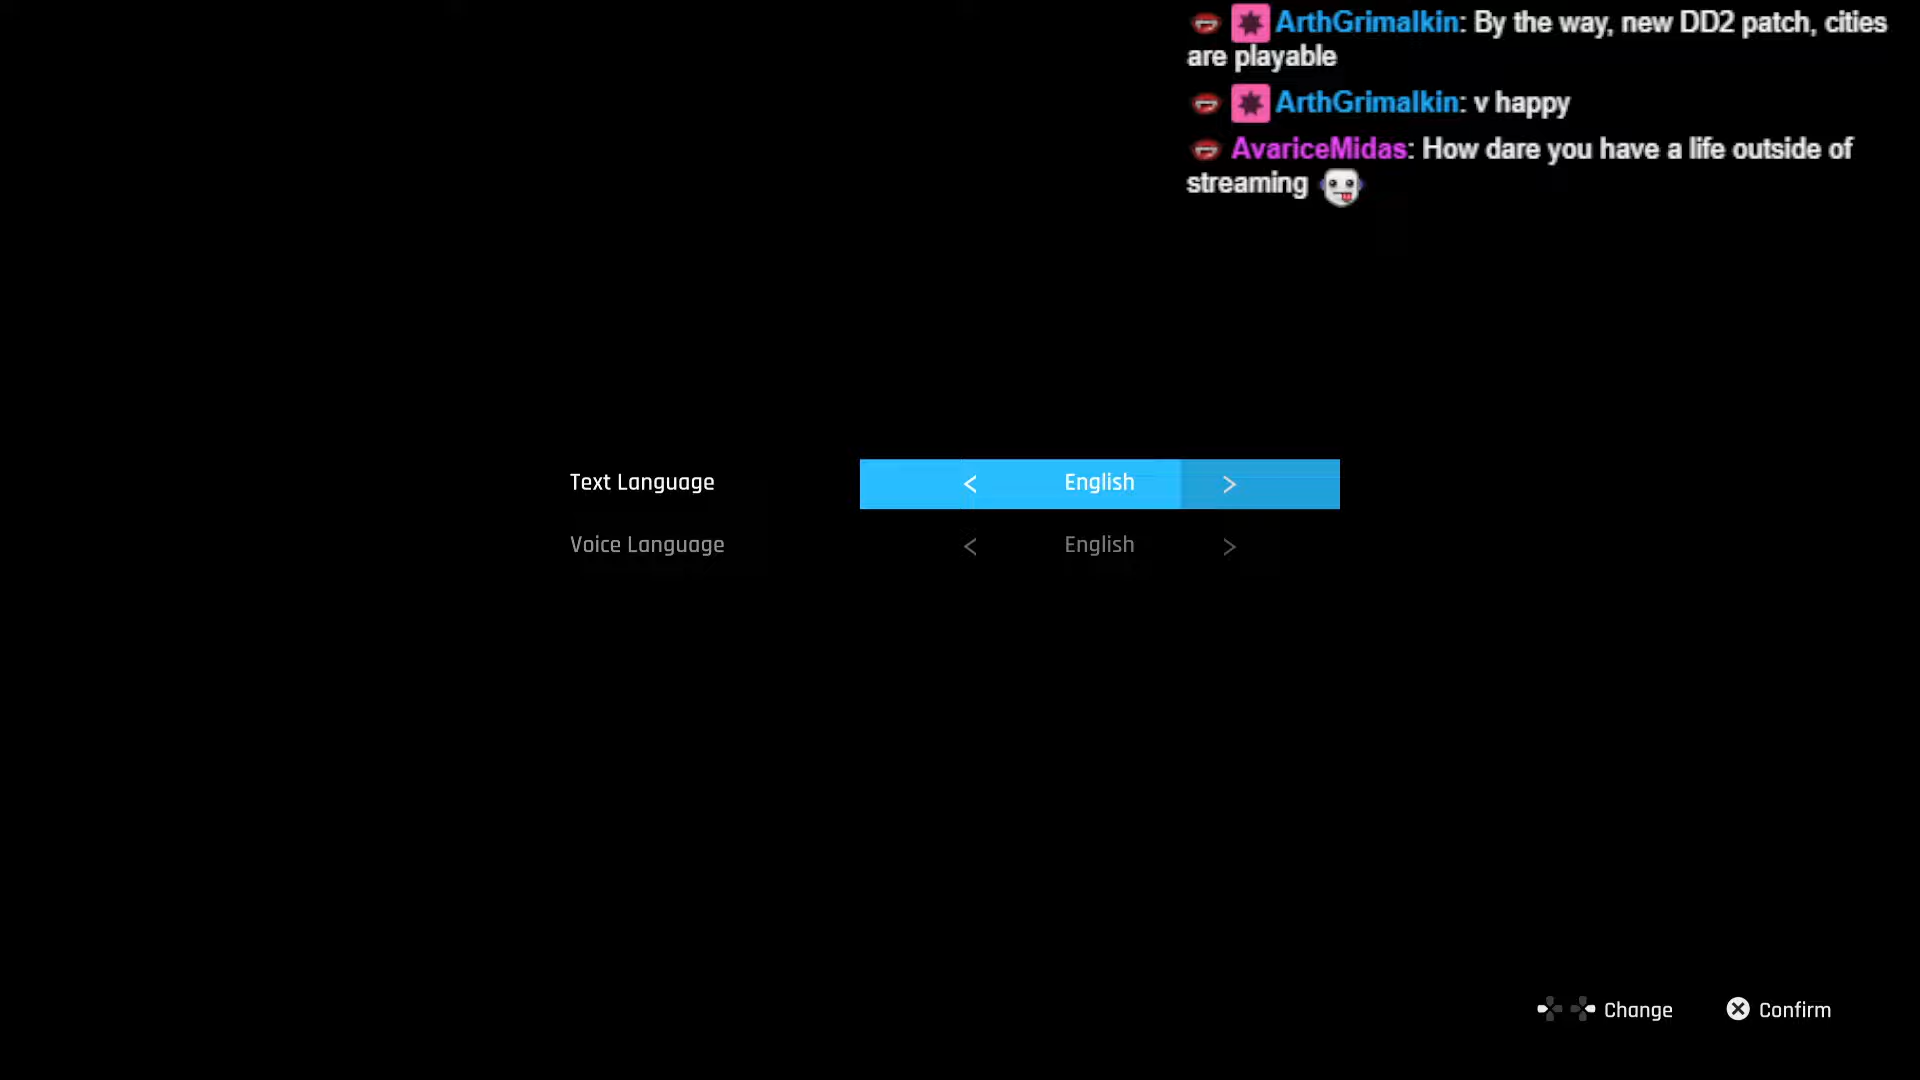 ArthGrimalkin: By the way, new DD2 patch, cities
are playable
ArthGrimalkin: v happy
AvariceMidas: How dare you have a life outside of
streaming
Text Language < English >
Voice Language < English >
Change Confirm